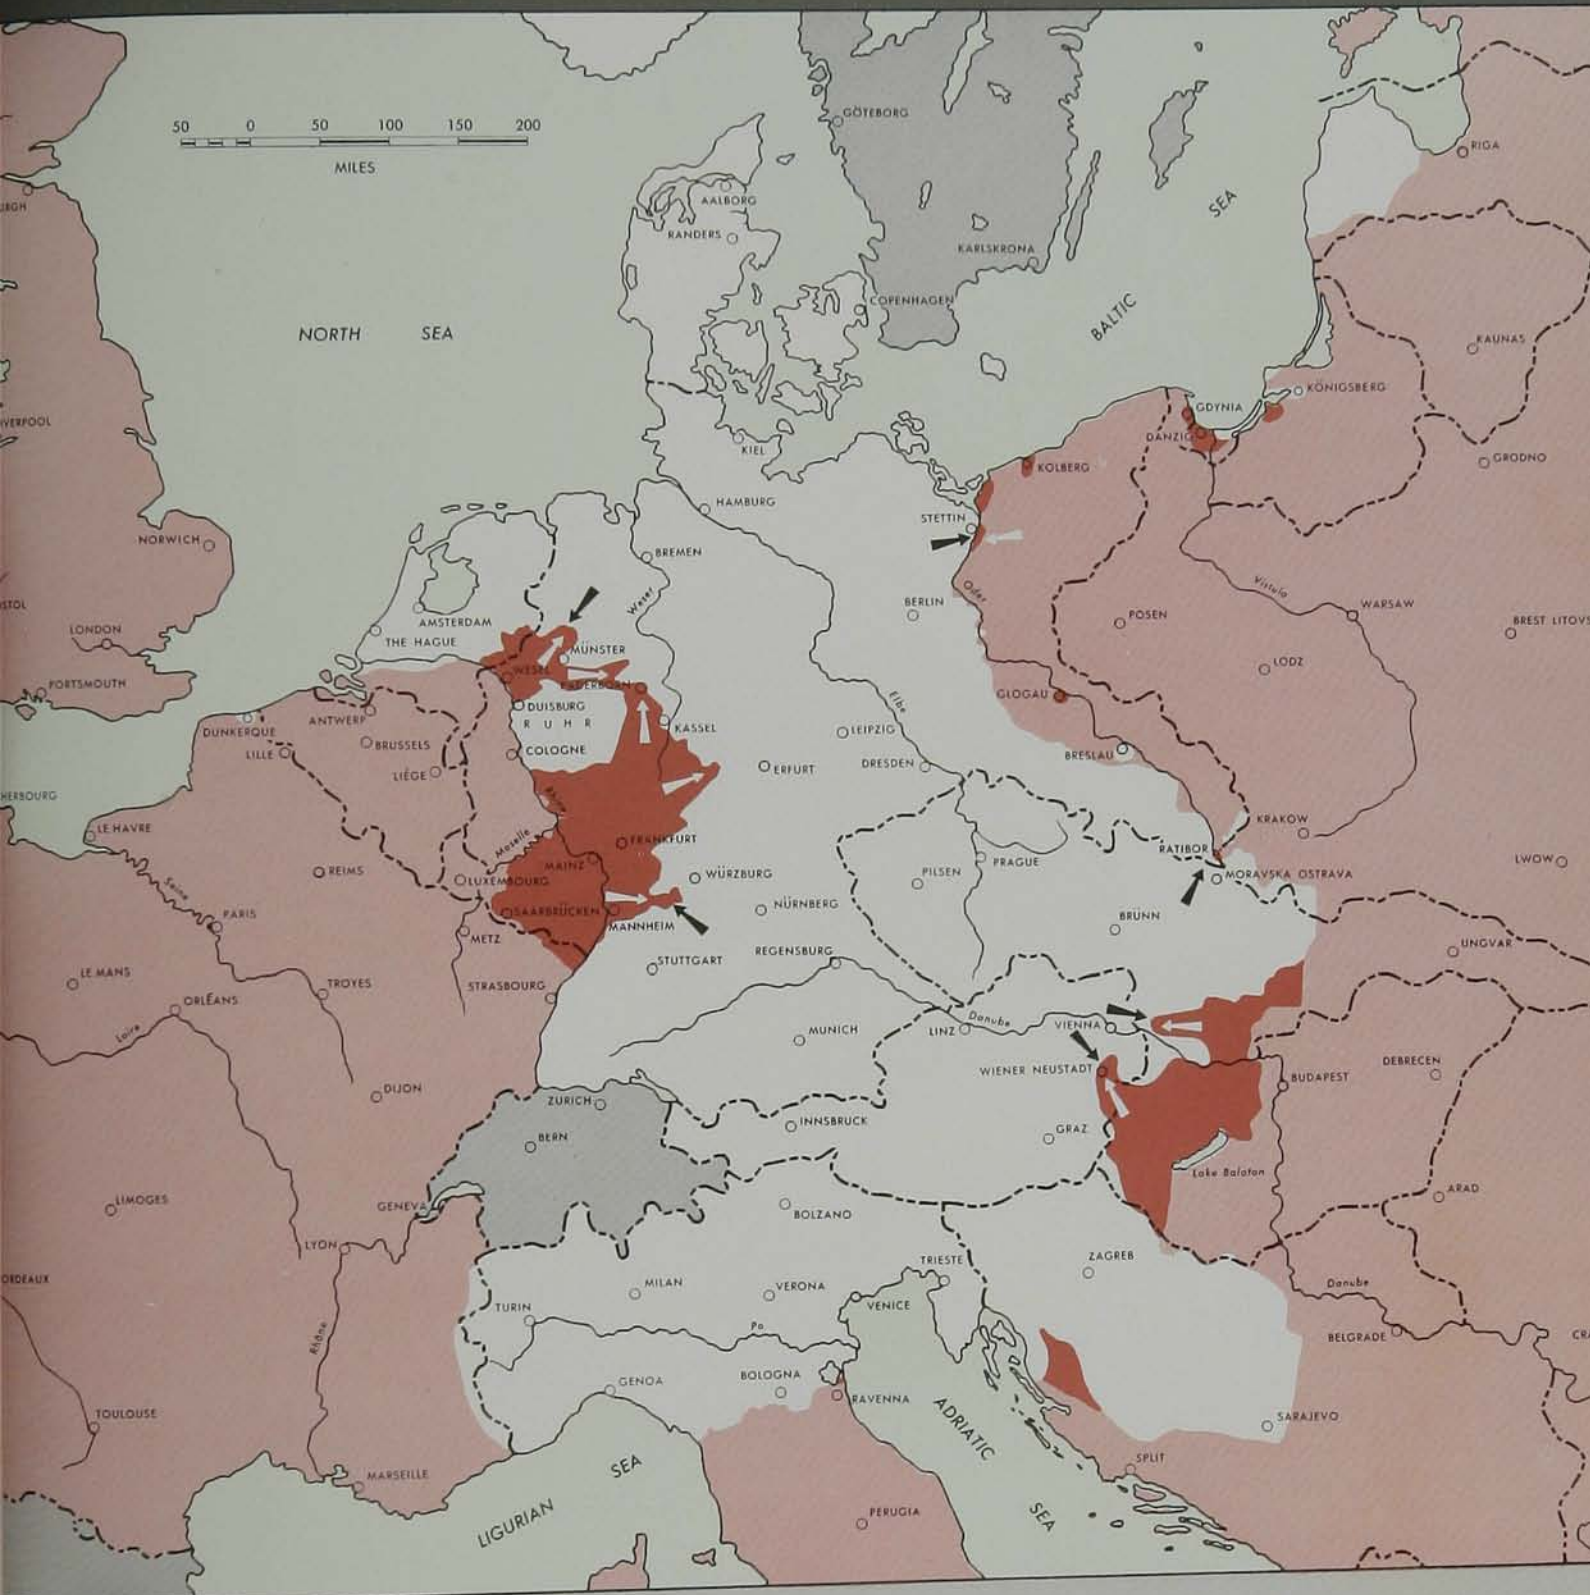 GÖTEBORG
50 0 50 100 150 200
MILES
RIGA
AALBORG
SEA
RANDERS
KARLSKRONA
COPENHAGEN
BALTIC
NORTH SEA
KAUNAS
KÖNIGSBERG
GDYNIA
DANZIG
KIEL
KOLBERG
GRODNO
HAMBURG
STETTIN
NORWICH
BREMEN
Vistula
Oder
Weser
BERLIN
WARSAW
POSEN
BREST LITOVS
AMSTERDAM
LONDON
THE HAGUE
MÜNSTER
LODZ
WESEL
PADERBORN
PORTSMOUTH
GLOGAU
Elbe
DUISBURG
ANTWERP
RUHR
KASSEL
DUNKERQUE
LEIPZIG
BRUSSELS
LILLE
COLOGNE
BRESLAU
LIÉGE
ERFURT
DRESDEN
HERBOURG
Rhine
LE HAVRE
KRAKOW
Moselle
FRANKFURT
RATIBOR
LWOW
MAINZ
PRAGUE
REIMS
WÜRZBURG
PILSEN
MORAVSKA OSTRAVA
LUXEMBOURG
Seine
NÜRNBERG
SAARBRÜCKEN
PARIS
BRÜNN
MANNHEIM
METZ
UNGVAR
REGENSBURG
STUTTGART
LE MANS
TROYES
STRASBOURG
ORLÉANS
Danube
Loire
MUNICH
LINZ
VIENNA
DEBRECEN
WIENER NEUSTADT
BUDAPEST
DIJON
ZURICH
INNSBRUCK
GRAZ
BERN
Lake Balaton
LIMOGES
GENEVA
ARAD
BOLZANO
LYON
ZAGREB
TRIESTE
ORDEAUX
MILAN
VERONA
Danube
TURIN
VENICE
Po
BELGRADE
CRA
Rhône
BOLOGNA
GENOA
RAVENNA
TOULOUSE
ADRIATIC
SARAJEVO
SPLIT
SEA
MARSEILLE
LIGURIAN
PERUGIA
SEA
URGH
IVERPOOL
ISTOL